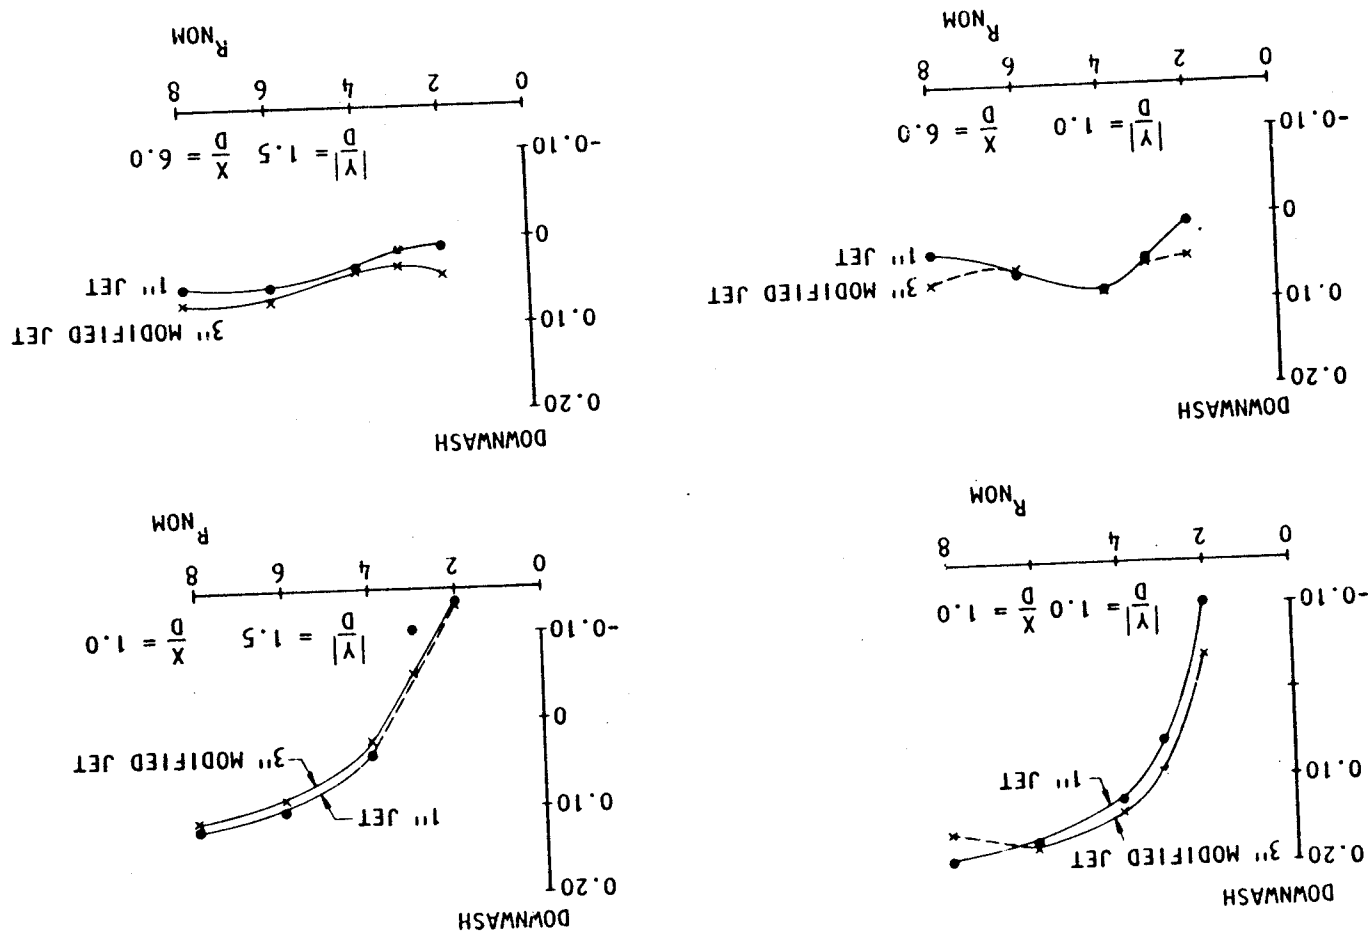 DOWNWASH
0.20
3" MODIFIED JET
0.10
1" JET
-0.10
|Y/D| = 1.0 X/D = 1.0
0 2 4 8
R NOM
DOWNWASH
0.20
0.10
1" JET
3" MODIFIED JET
0
-0.10
|Y/D| = 1.5 X/D = 1.0
0 2 4 6 8
R NOM
DOWNWASH
0.20
0.10
3" MODIFIED JET
1" JET
0
-0.10
|Y/D| = 1.0 X/D = 6.0
0 2 4 6 8
R NOM
DOWNWASH
0.20
3" MODIFIED JET
0.10
1" JET
0
-0.10
|Y/D| = 1.5 X/D = 6.0
0 2 4 6 8
R NOM